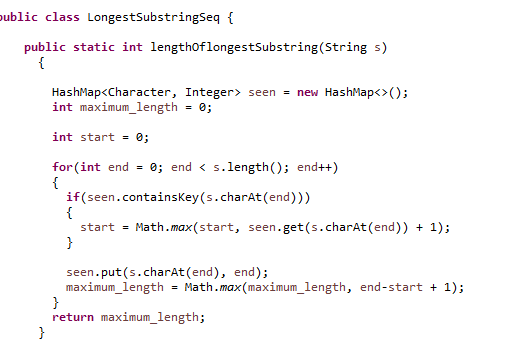 public class LongestSubstringSeq {
public static int lengthOflongestSubstring(String s)
{
HashMap<Character, Integer> seen = new HashMap<>();
int maximum_length = 0;
int start = 0;
for(int end = 0; end < s.length(); end++)
{
if(seen.containsKey(s.charAt(end)))
{
start = Math.max(start, seen.get(s.charAt(end)) + 1);
}
seen.put(s.charAt(end), end);
maximum_length = Math.max(maximum_length, end-start + 1);
}
return maximum_length;
}